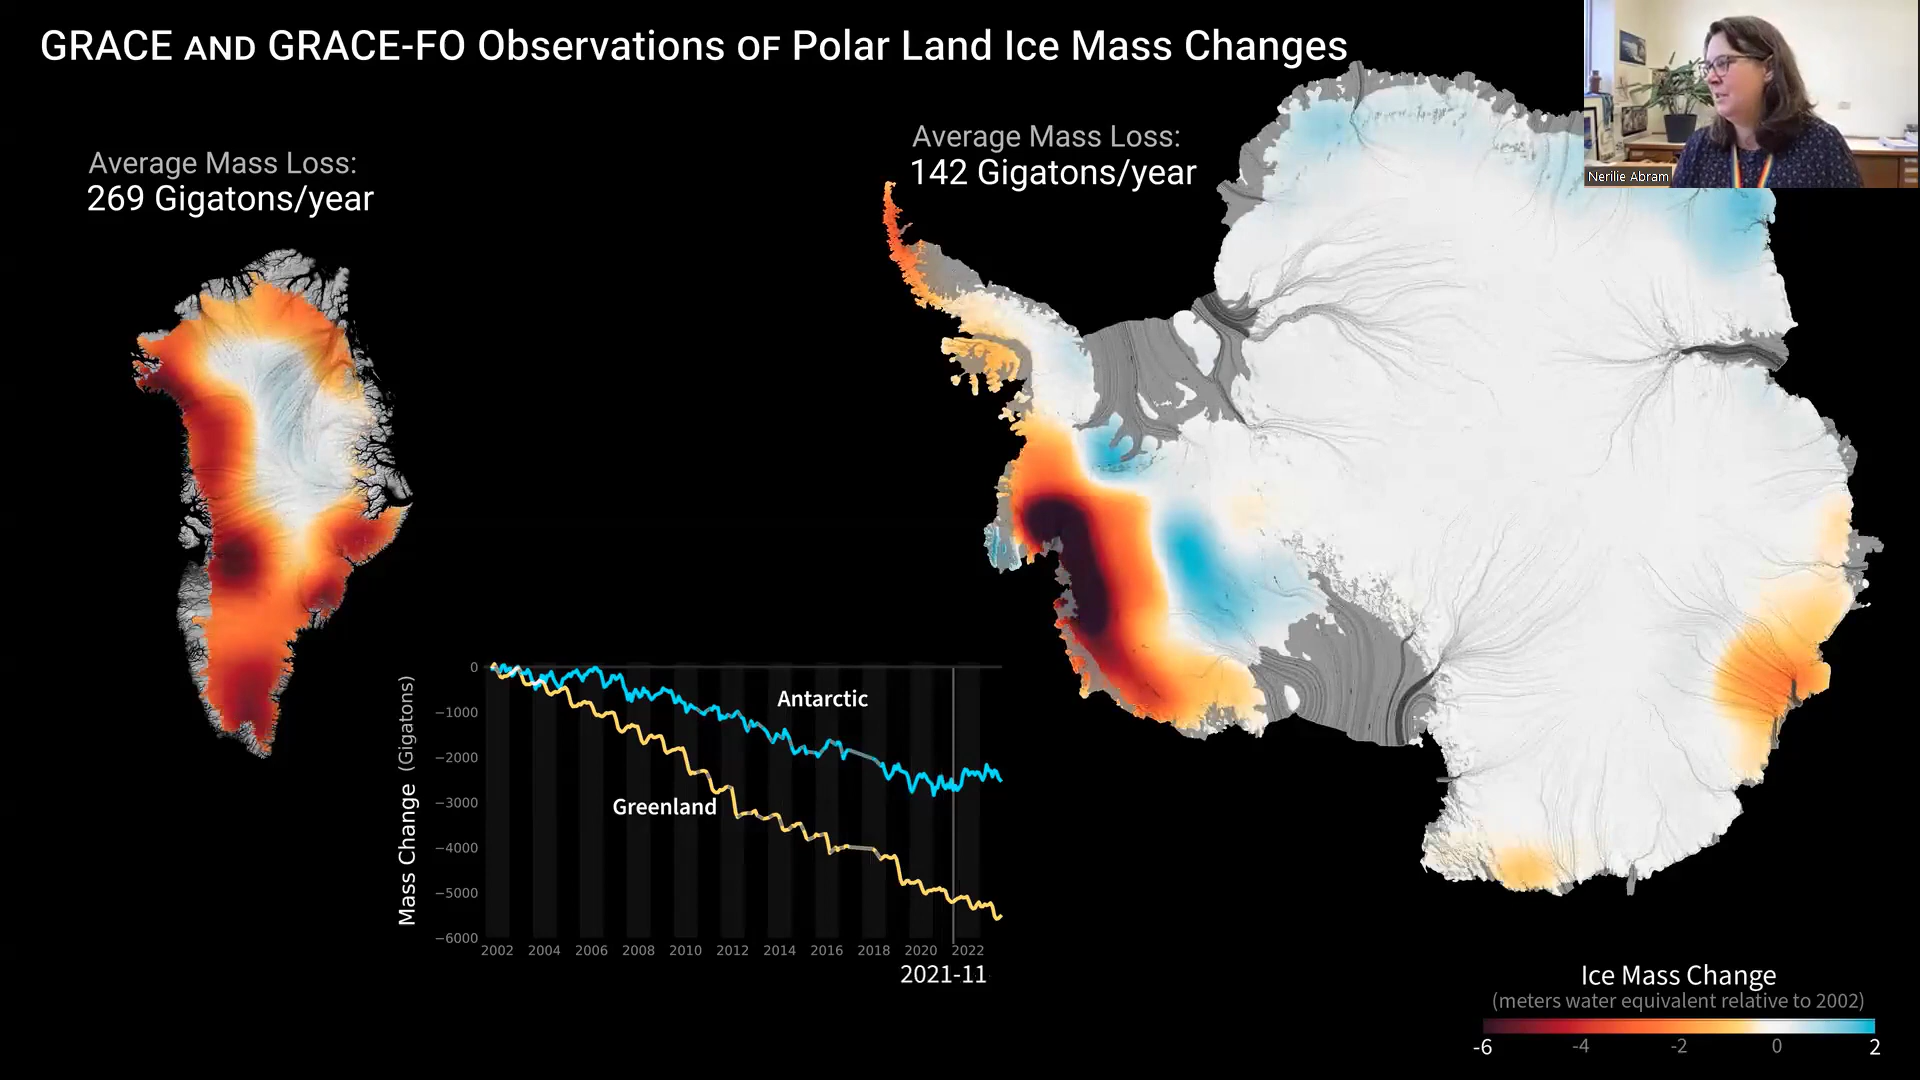 GRACE AND GRACE-FO Observations OF Polar Land Ice Mass Changes
Nerilie Abram
Average Mass Loss:
269 Gigatons/year
Average Mass Loss:
142 Gigatons/year
Mass Change (Gigatons)
0
−1000
−2000
−3000
−4000
−5000
−6000
Antarctic
Greenland
2002 2004 2006 2008 2010 2012 2014 2016 2018 2020 2022
2021-11
Ice Mass Change
(meters water equivalent relative to 2002)
-6 -4 -2 0 2